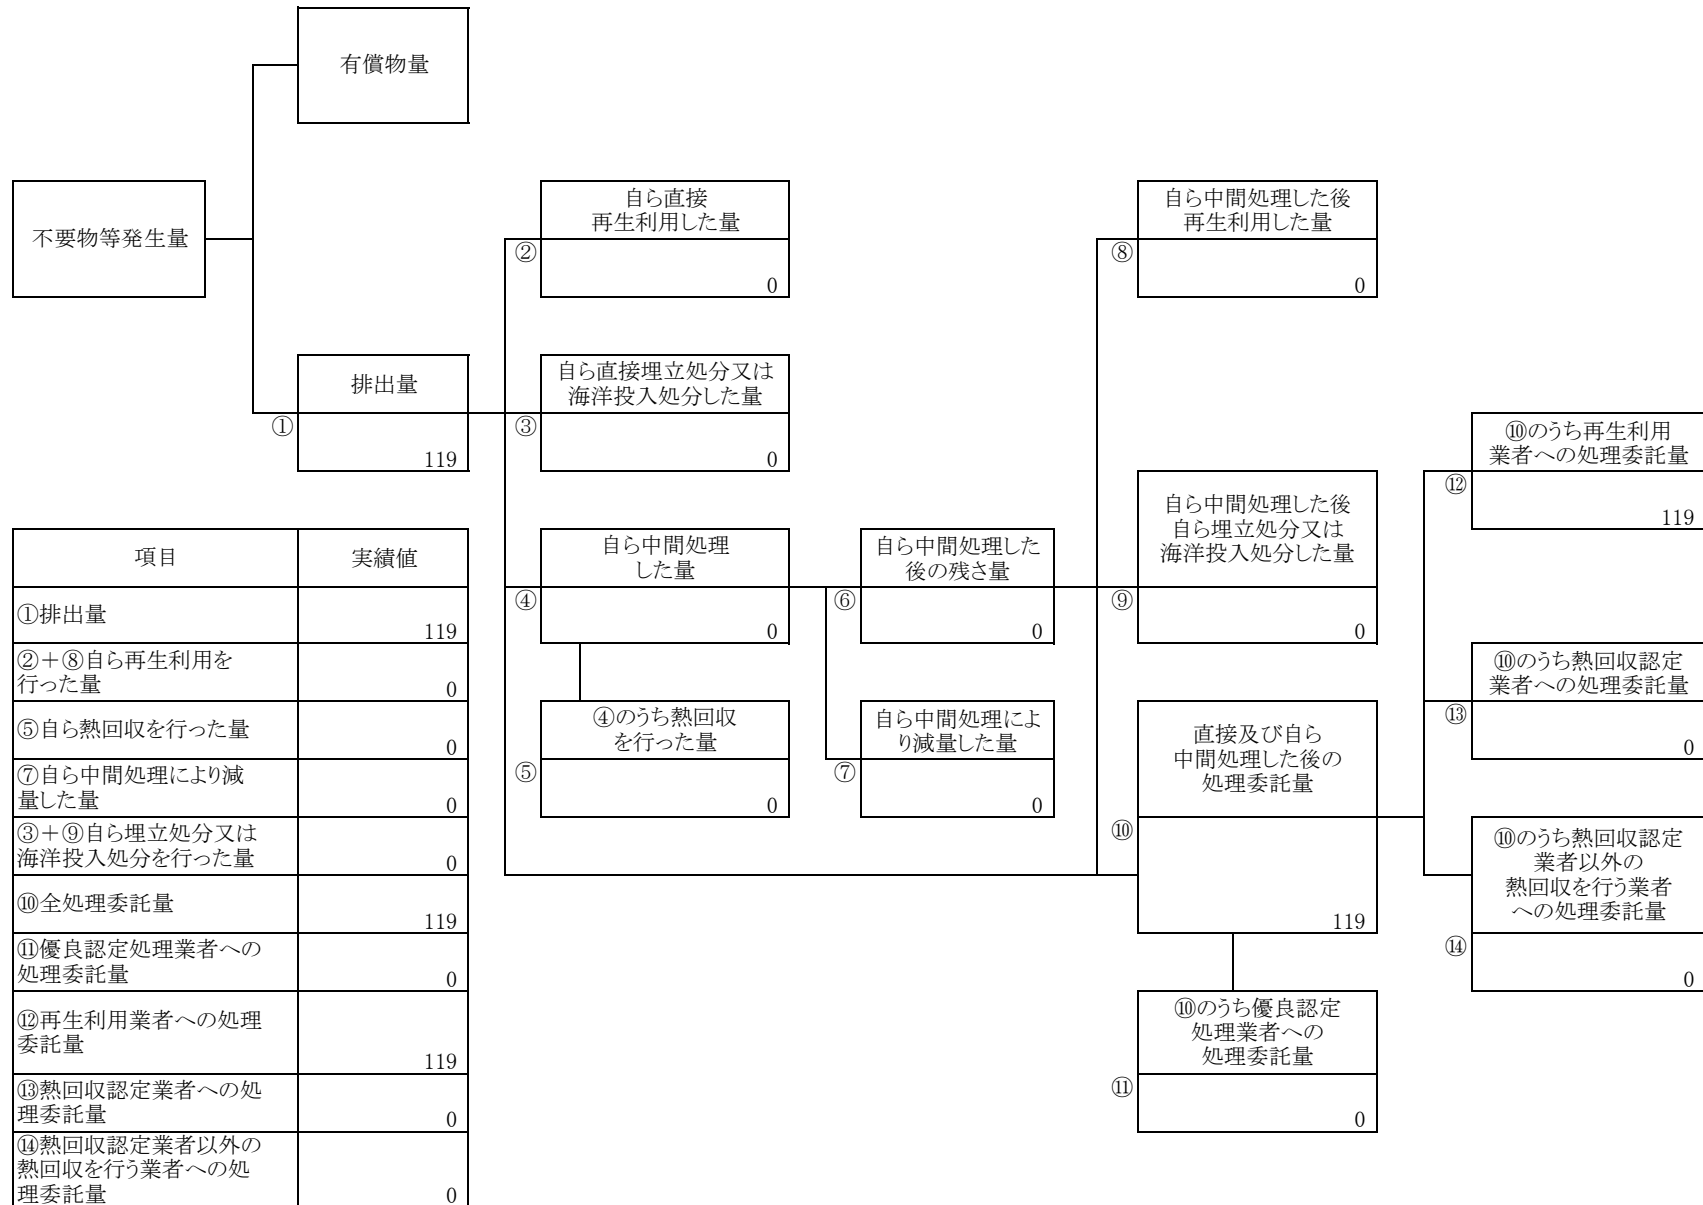 有償物量
不要物等発生量
自ら直接
再生利用した量
②
0
自ら中間処理した後
再生利用した量
⑧
0
排出量
①
119
自ら直接埋立処分又は
海洋投入処分した量
③
0
⑩のうち再生利用
業者への処理委託量
⑫
119
自ら中間処理
した量
④
0
自ら中間処理した
後の残さ量
⑥
0
自ら中間処理した後
自ら埋立処分又は
海洋投入処分した量
⑨
0
⑩のうち熱回収認定
業者への処理委託量
⑬
0
④のうち熱回収
を行った量
⑤
0
自ら中間処理によ
り減量した量
⑦
0
直接及び自ら
中間処理した後の
処理委託量
⑩
119
⑩のうち熱回収認定
業者以外の
熱回収を行う業者
への処理委託量
⑭
0
⑩のうち優良認定
処理業者への
処理委託量
⑪
0
項目 実績値
①排出量
119
②＋⑧自ら再生利用を
行った量
0
⑤自ら熱回収を行った量
0
⑦自ら中間処理により減
量した量
0
③＋⑨自ら埋立処分又は
海洋投入処分を行った量
0
⑩全処理委託量
119
⑪優良認定処理業者への
処理委託量
0
⑫再生利用業者への処理
委託量
119
⑬熱回収認定業者への処
理委託量
0
⑭熱回収認定業者以外の
熱回収を行う業者への処
理委託量
0